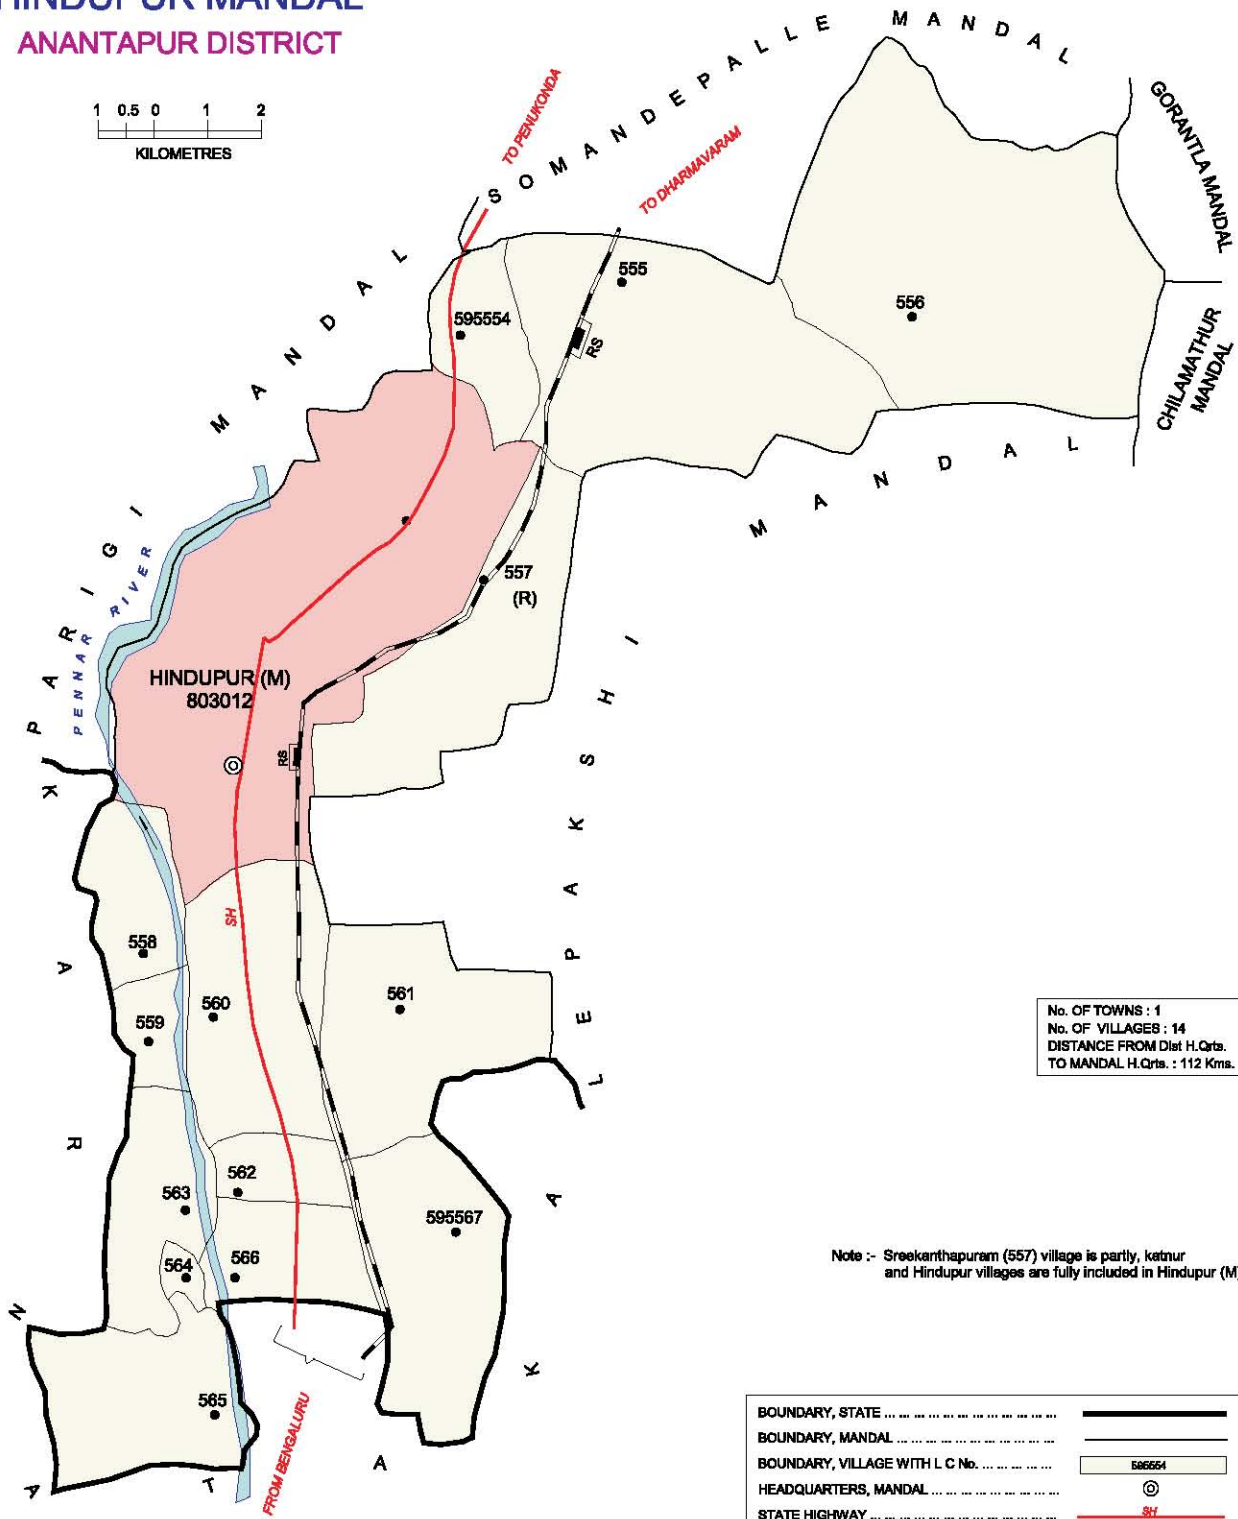 HINDUPUR MANDAL
ANANTAPUR DISTRICT
1 0.5 0 1 2
KILOMETRES
SOMANDEPALLE MANDAL
GORANTLA MANDAL
CHILAMATHUR
MANDAL
TO PENUKONDA
TO DHARMAVARAM
PARIGI MANDAL
PENNAR RIVER
LEPAKSHI MANDAL
KARNATAKA
595554
555
RS
556
557
(R)
HINDUPUR (M)
803012
RS
SH
558
559
560
561
562
563
564
566
595567
565
FROM BENGALURU
No. OF TOWNS : 1
No. OF VILLAGES : 14
DISTANCE FROM Dist H.Qrts.
TO MANDAL H.Qrts. : 112 Kms.
Note :- Sreekanthapuram (557) village is partly, katnur
and Hindupur villages are fully included in Hindupur (M)
BOUNDARY, STATE ... ... ... ... ... ... ... ... ... ... ... ...
BOUNDARY, MANDAL ... ... ... ... ... ... ... ... ... ... ...
BOUNDARY, VILLAGE WITH L C No. ... ... ... ... ... 595554
HEADQUARTERS, MANDAL ... ... ... ... ... ... ... ... ...
STATE HIGHWAY ... ... ... ... ... ... ... ... ... ... ... ... ... SH